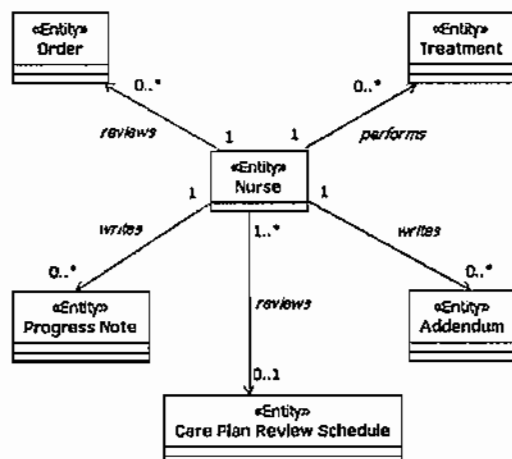 «Entity»
Order
«Entity»
Treatment
0..*
0..*
reviews
1
1
performs
«Entity»
Nurse
1
1
writes
1..*
writes
0..*
0..*
«Entity»
Progress Note
reviews
«Entity»
Addendum
0..1
«Entity»
Care Plan Review Schedule